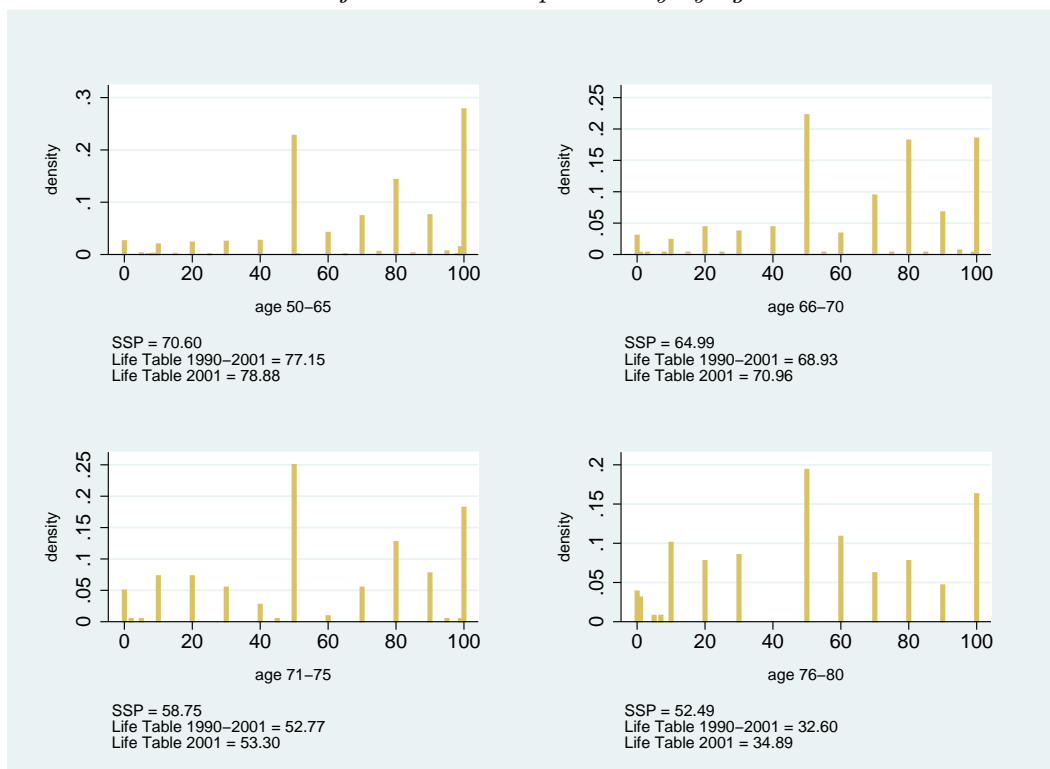 .3
.2
.1
0
density
0 20 40 60 80 100
age 50–65
SSP = 70.60
Life Table 1990–2001 = 77.15
Life Table 2001 = 78.88
.25
.2
.15
.1
.05
0
density
0 20 40 60 80 100
age 66–70
SSP = 64.99
Life Table 1990–2001 = 68.93
Life Table 2001 = 70.96
.25
.2
.15
.1
.05
0
density
0 20 40 60 80 100
age 71–75
SSP = 58.75
Life Table 1990–2001 = 52.77
Life Table 2001 = 53.30
.2
.15
.1
.05
0
density
0 20 40 60 80 100
age 76–80
SSP = 52.49
Life Table 1990–2001 = 32.60
Life Table 2001 = 34.89